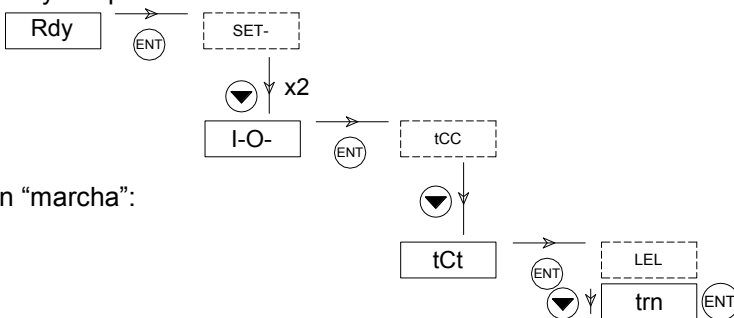 Rdy
ENT
SET-
x2
I-O-
ENT
tCC
n “marcha”:
tCt
ENT
LEL
trn
ENT